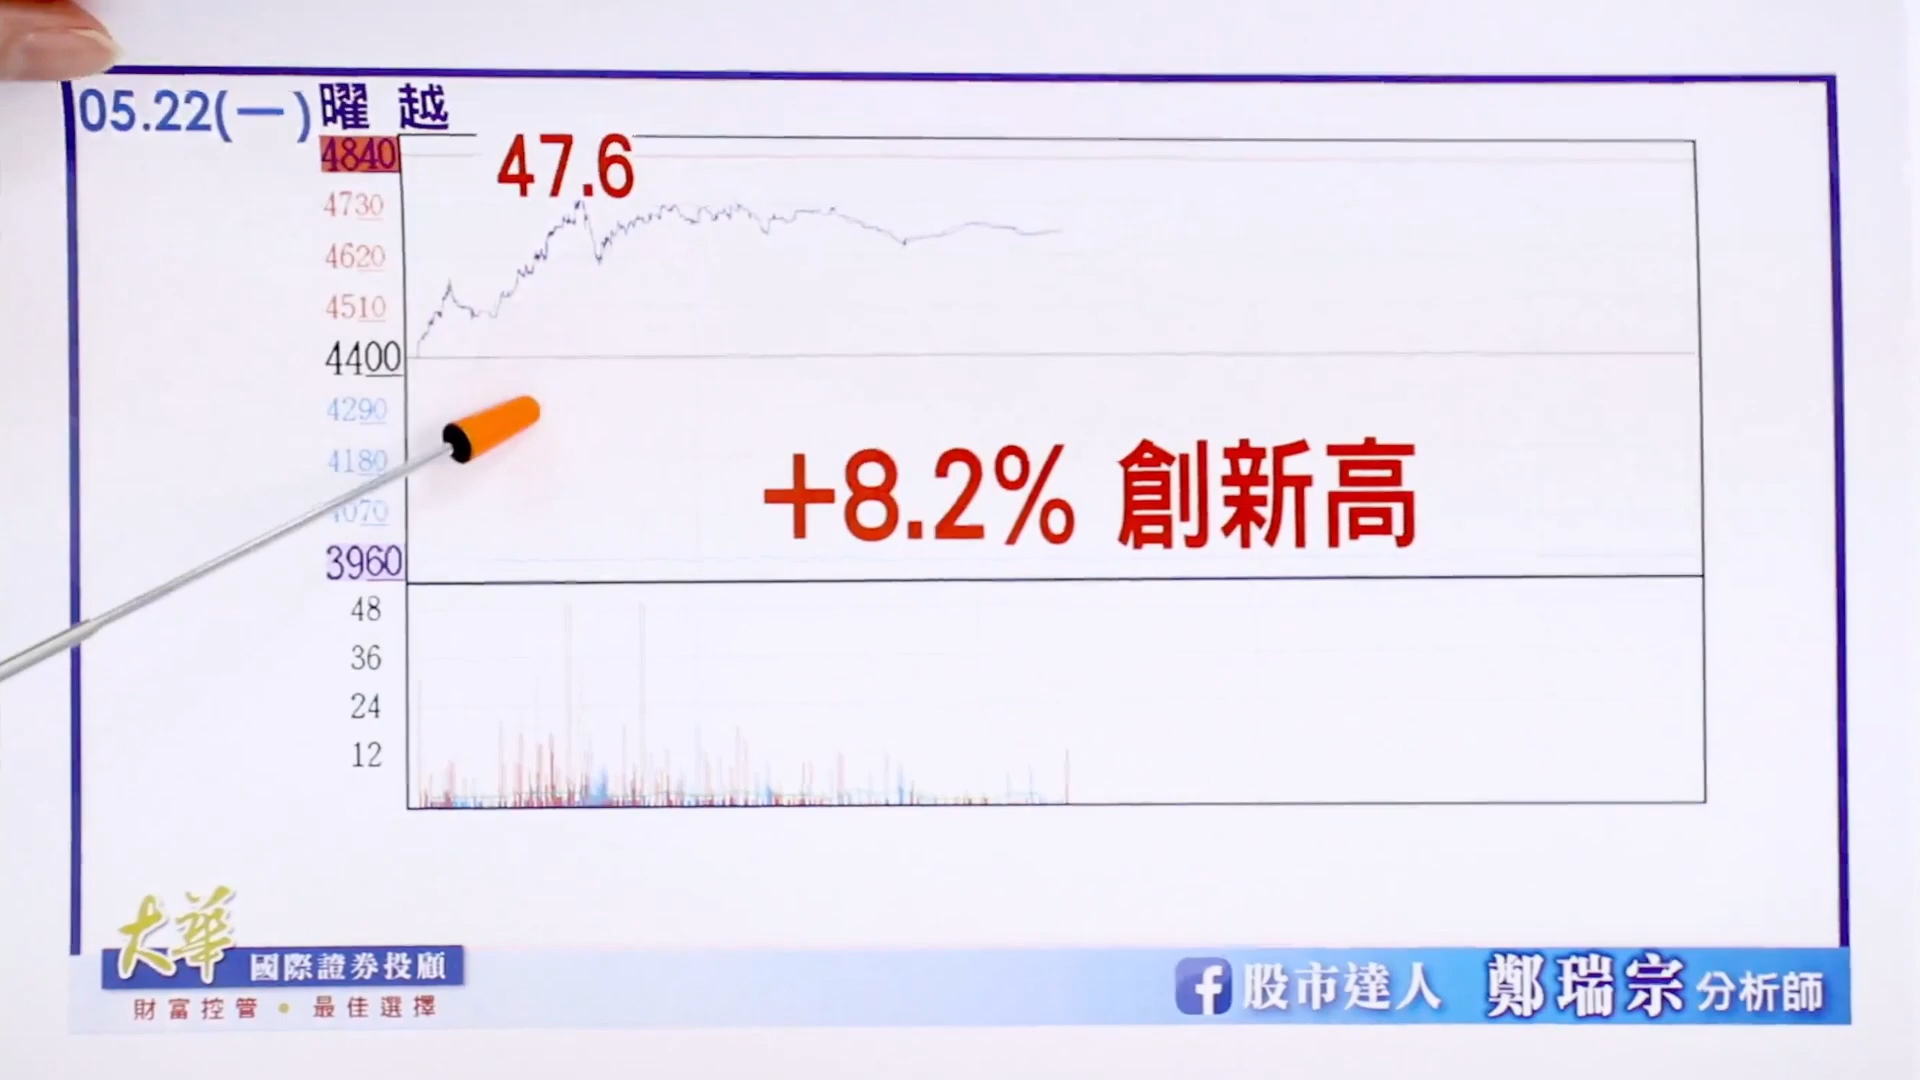 05.22(一) 曜 越
47.6
4840
4730
4620
4510
4400
4290
4180
4070
3960
+8.2% 創新高
48
36
24
12
大華 國際證券投顧
財富控管・最佳選擇
f 股市達人 鄭瑞宗 分析師